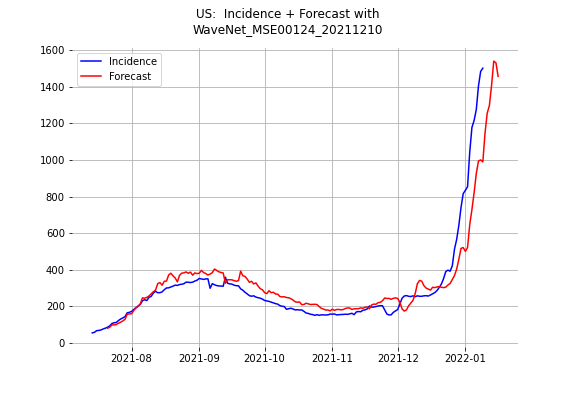 US:  Incidence + Forecast with
WaveNet_MSE00124_20211210
1600
1400
1200
1000
800
600
400
200
0
Incidence
Forecast
2021-08 2021-09 2021-10 2021-11 2021-12 2022-01